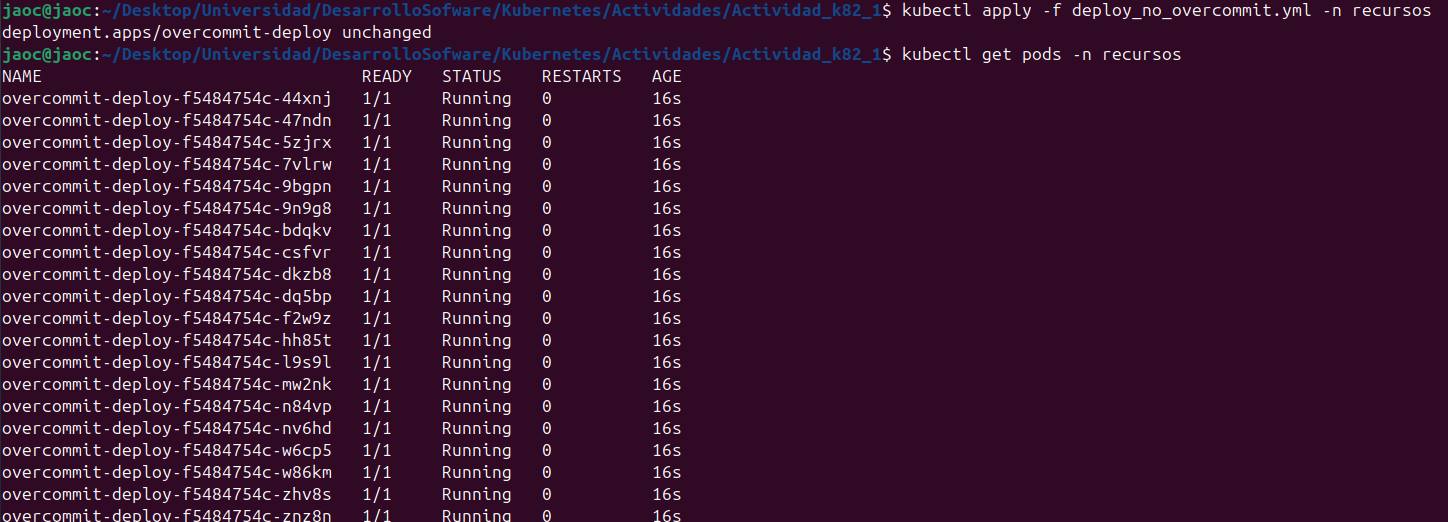 jaoc@jaoc:~/Desktop/Universidad/DesarrolloSofware/Kubernetes/Actividades/Actividad_k82_1$ kubectl apply -f deploy_no_overcommit.yml -n recursos
deployment.apps/overcommit-deploy unchanged
jaoc@jaoc:~/Desktop/Universidad/DesarrolloSofware/Kubernetes/Actividades/Actividad_k82_1$ kubectl get pods -n recursos
NAME READY STATUS RESTARTS AGE
overcommit-deploy-f5484754c-44xnj 1/1 Running 0 16s
overcommit-deploy-f5484754c-47ndn 1/1 Running 0 16s
overcommit-deploy-f5484754c-5zjrx 1/1 Running 0 16s
overcommit-deploy-f5484754c-7vlrw 1/1 Running 0 16s
overcommit-deploy-f5484754c-9bgpn 1/1 Running 0 16s
overcommit-deploy-f5484754c-9n9g8 1/1 Running 0 16s
overcommit-deploy-f5484754c-bdqkv 1/1 Running 0 16s
overcommit-deploy-f5484754c-csfvr 1/1 Running 0 16s
overcommit-deploy-f5484754c-dkzb8 1/1 Running 0 16s
overcommit-deploy-f5484754c-dq5bp 1/1 Running 0 16s
overcommit-deploy-f5484754c-f2w9z 1/1 Running 0 16s
overcommit-deploy-f5484754c-hh85t 1/1 Running 0 16s
overcommit-deploy-f5484754c-l9s9l 1/1 Running 0 16s
overcommit-deploy-f5484754c-mw2nk 1/1 Running 0 16s
overcommit-deploy-f5484754c-n84vp 1/1 Running 0 16s
overcommit-deploy-f5484754c-nv6hd 1/1 Running 0 16s
overcommit-deploy-f5484754c-w6cp5 1/1 Running 0 16s
overcommit-deploy-f5484754c-w86km 1/1 Running 0 16s
overcommit-deploy-f5484754c-zhv8s 1/1 Running 0 16s
overcommit-deploy-f5484754c-znz8n 1/1 Running 0 16s